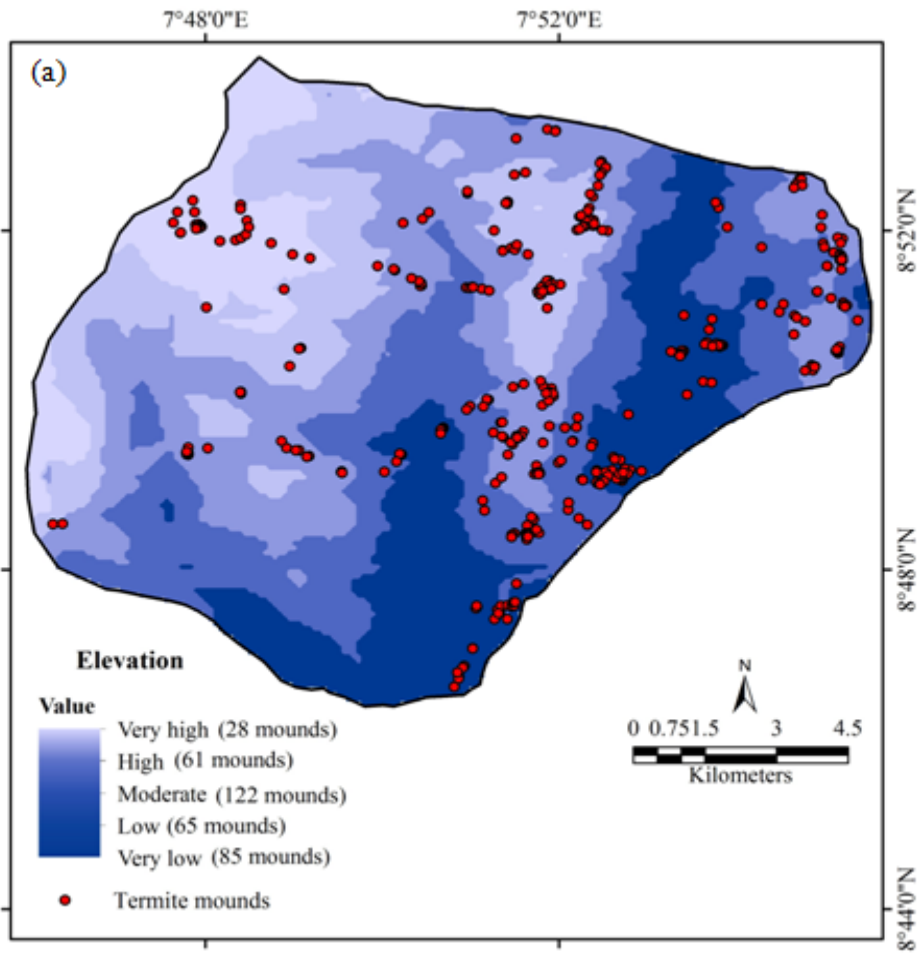 7°48'0"E
7°52'0"E
(a)
8°52'0"N
8°48'0"N
8°44'0"N
Elevation
Value
Very high (28 mounds)
High (61 mounds)
Moderate (122 mounds)
Low (65 mounds)
Very low (85 mounds)
Termite mounds
N
0 0.75 1.5 3 4.5
Kilometers